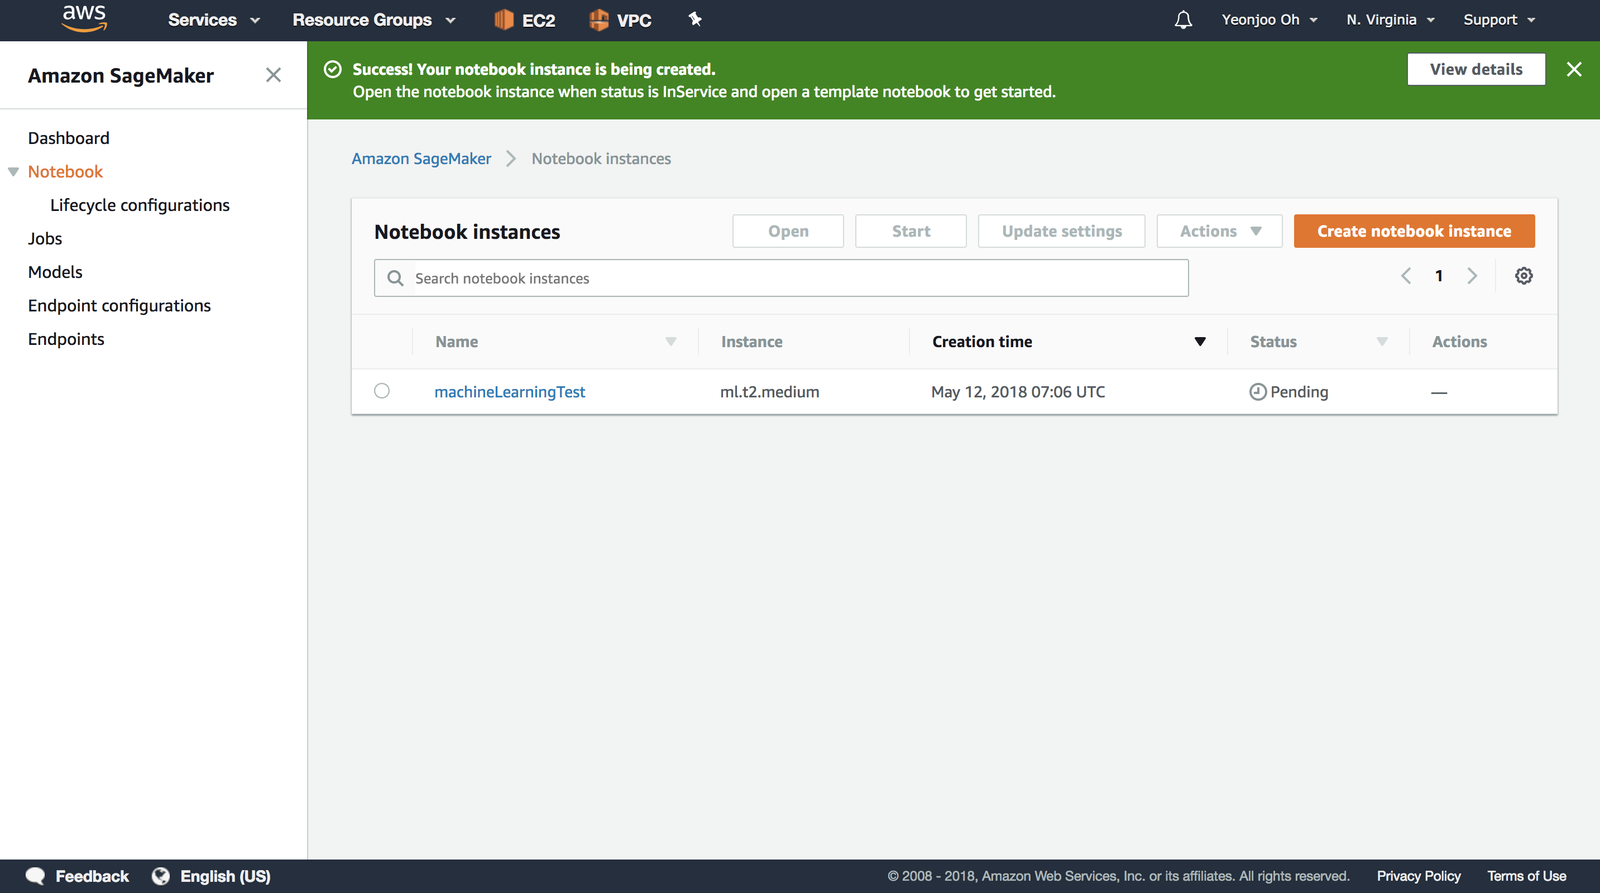 aws Services Resource Groups EC2 VPC Yeonjoo Oh N. Virginia Support
Amazon SageMaker
Dashboard
Notebook
Lifecycle configurations
Jobs
Models
Endpoint configurations
Endpoints
Success! Your notebook instance is being created.
Open the notebook instance when status is InService and open a template notebook to get started.
View details
Amazon SageMaker Notebook instances
Notebook instances Open Start Update settings Actions Create notebook instance
Search notebook instances 1
Name Instance Creation time Status Actions
machineLearningTest ml.t2.medium May 12, 2018 07:06 UTC Pending —
Feedback English (US) © 2008 - 2018, Amazon Web Services, Inc. or its affiliates. All rights reserved. Privacy Policy Terms of Use